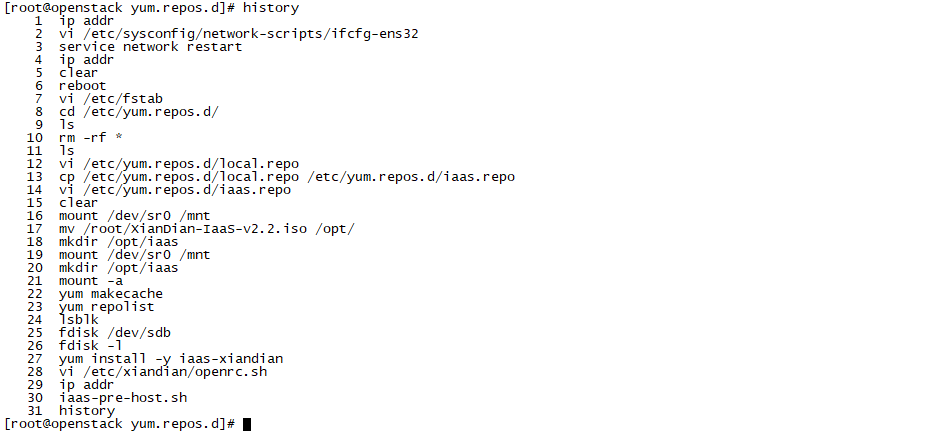 [root@openstack yum.repos.d]# history
    1  ip addr
    2  vi /etc/sysconfig/network-scripts/ifcfg-ens32
    3  service network restart
    4  ip addr
    5  clear
    6  reboot
    7  vi /etc/fstab
    8  cd /etc/yum.repos.d/
    9  ls
   10  rm -rf *
   11  ls
   12  vi /etc/yum.repos.d/local.repo
   13  cp /etc/yum.repos.d/local.repo /etc/yum.repos.d/iaas.repo
   14  vi /etc/yum.repos.d/iaas.repo
   15  clear
   16  mount /dev/sr0 /mnt
   17  mv /root/XianDian-IaaS-v2.2.iso /opt/
   18  mkdir /opt/iaas
   19  mount /dev/sr0 /mnt
   20  mkdir /opt/iaas
   21  mount -a
   22  yum makecache
   23  yum repolist
   24  lsblk
   25  fdisk /dev/sdb
   26  fdisk -l
   27  yum install -y iaas-xiandian
   28  vi /etc/xiandian/openrc.sh
   29  ip addr
   30  iaas-pre-host.sh
   31  history
[root@openstack yum.repos.d]#